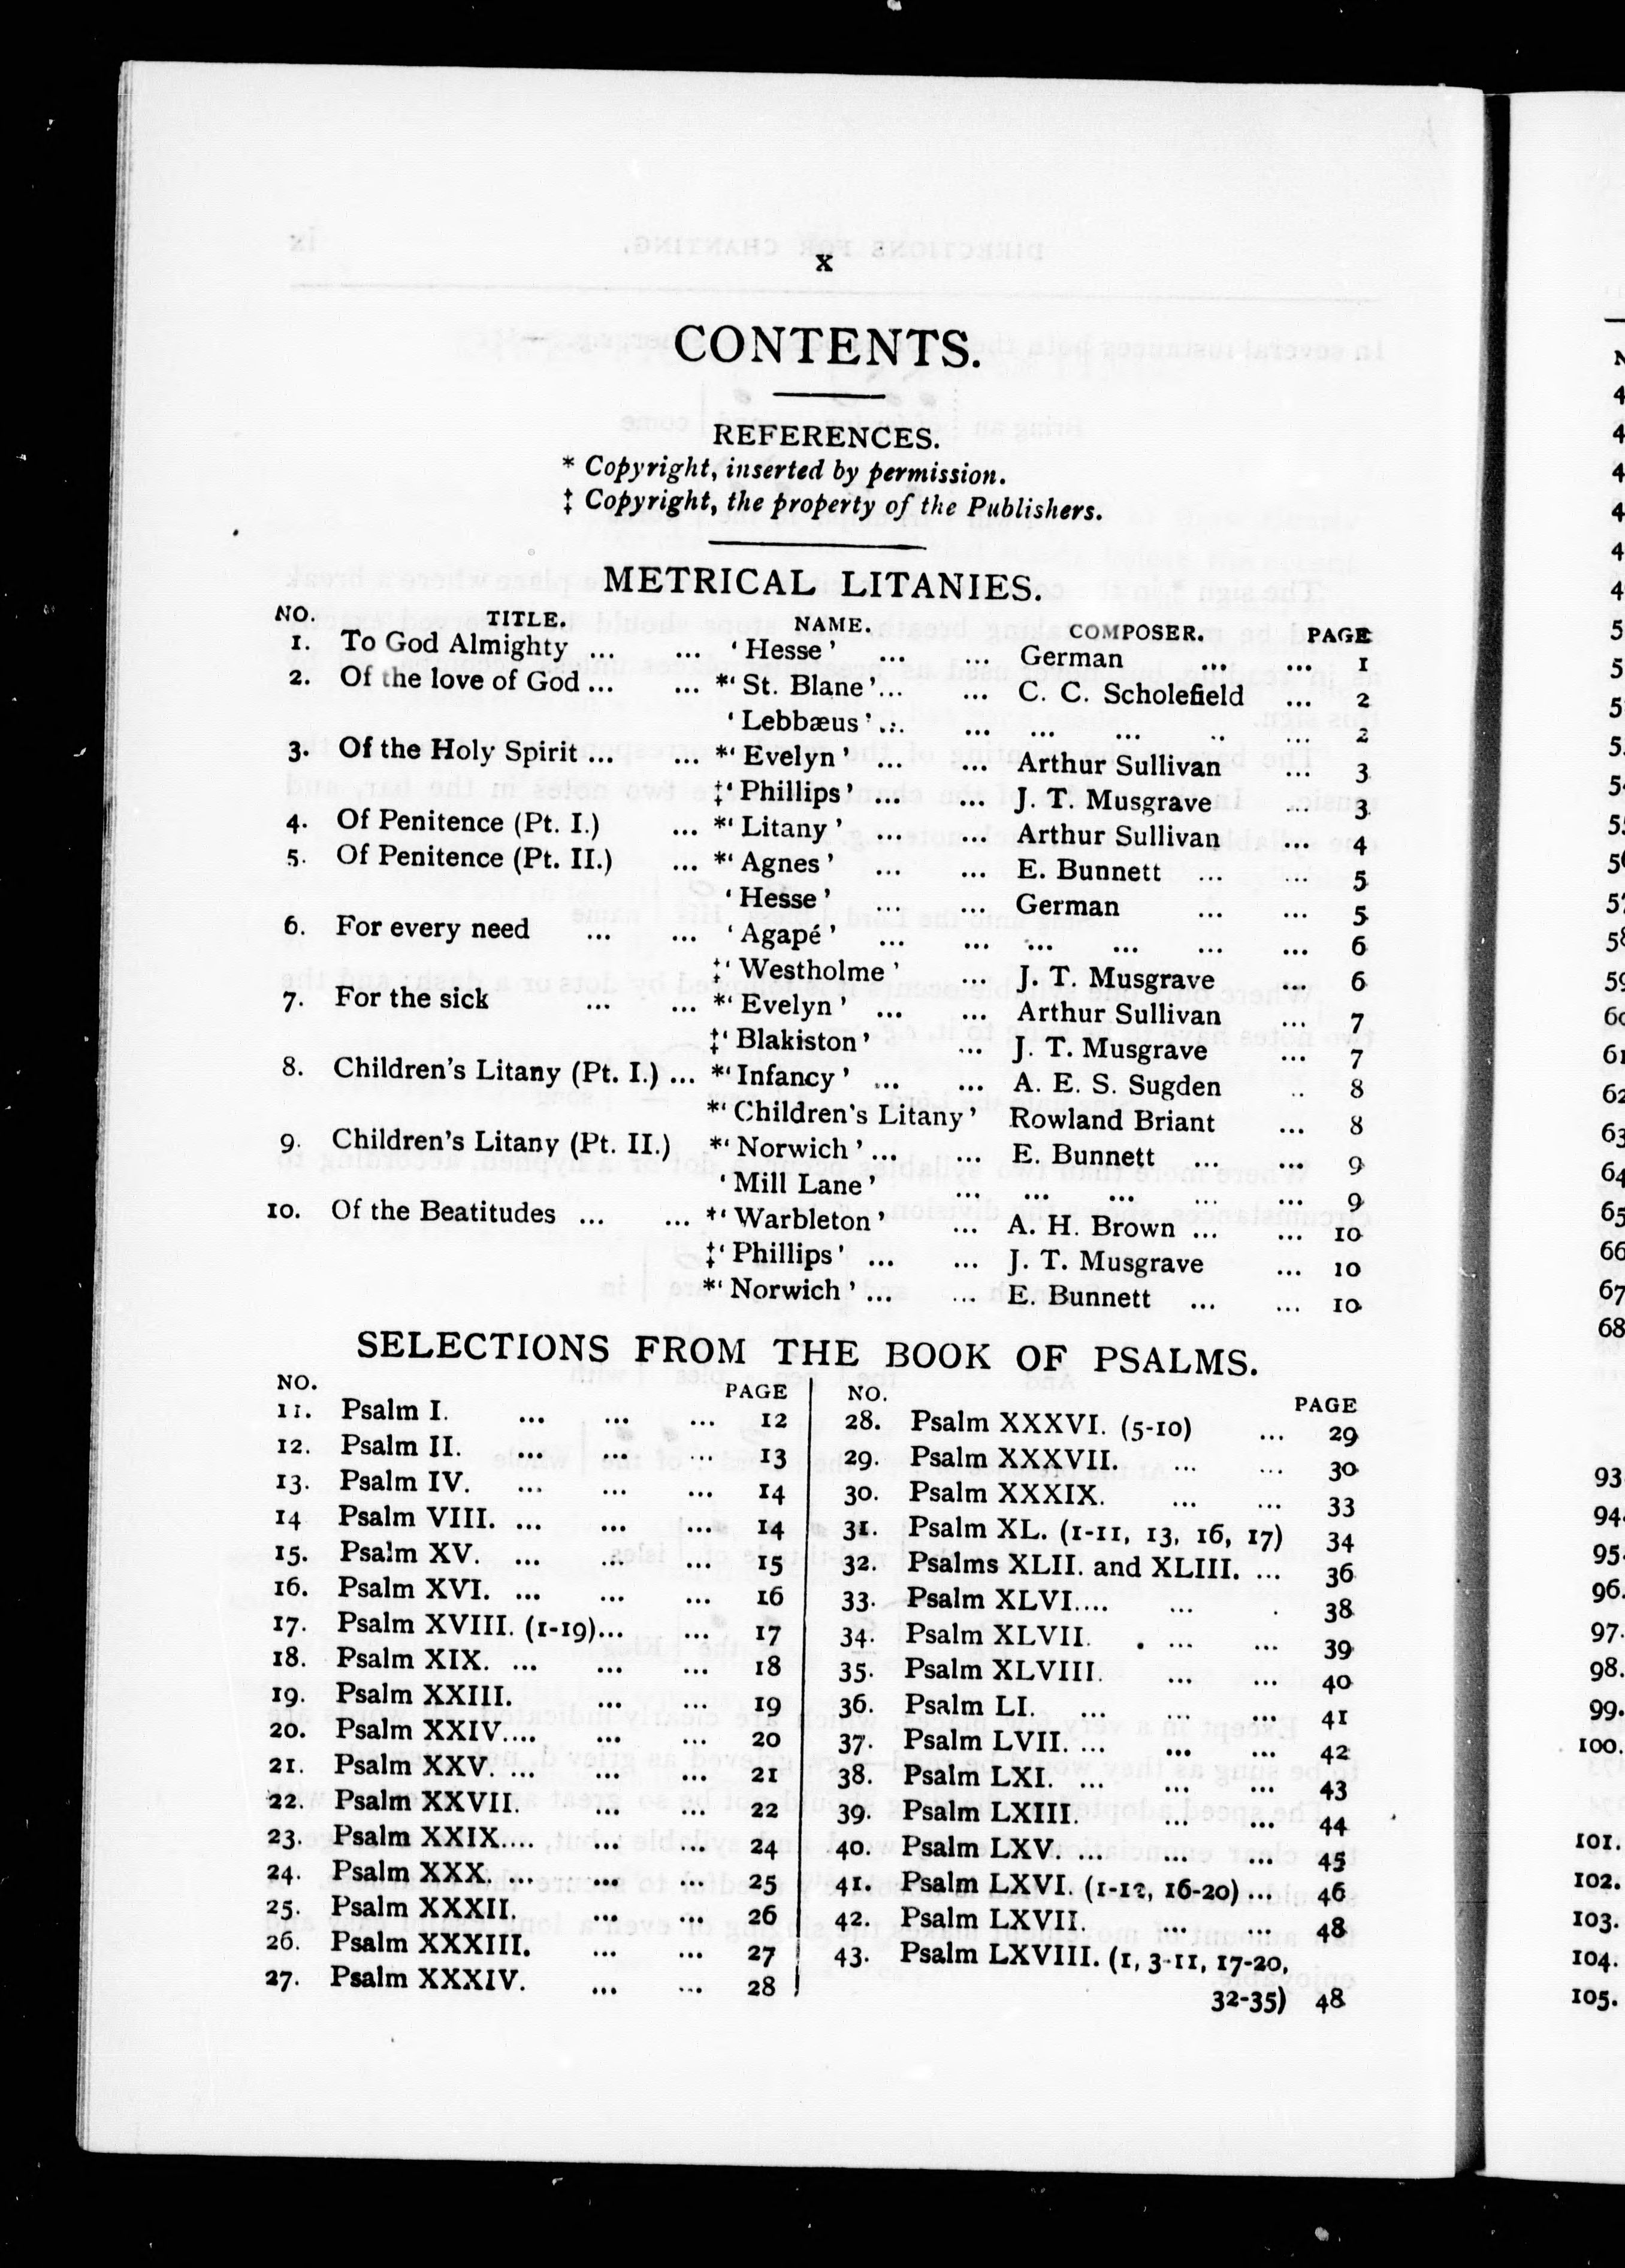 x
CONTENTS.
REFERENCES.
* Copyright, inserted by permission.
‡ Copyright, the property of the Publishers.
METRICAL LITANIES.
NO. TITLE. NAME. COMPOSER. PAGE
1. To God Almighty ... ... ‘Hesse’ ... ... German ... ... 1
2. Of the love of God ... ... *‘St. Blane’... ... C. C. Scholefield ... 2
‘Lebbæus’ ... ... ... ... .. ... 2
3. Of the Holy Spirit ... ... *‘Evelyn’ ... ... Arthur Sullivan ... 3
‡‘Phillips’ ... ... J. T. Musgrave ... 3
4. Of Penitence (Pt. I.) ... *‘Litany’ ... ... Arthur Sullivan ... 4
5. Of Penitence (Pt. II.) ... *‘Agnes’ ... ... E. Bunnett ... ... 5
‘Hesse’ ... ... German ... ... 5
6. For every need ... ... ‘Agapé’ ... ... ... ... ... ... 6
‡‘Westholme’ ... J. T. Musgrave ... 6
7. For the sick ... ... *‘Evelyn’ ... ... Arthur Sullivan ... 7
‡‘Blakiston’ ... J. T. Musgrave ... 7
8. Children's Litany (Pt. I.) ... *‘Infancy’ ... ... A. E. S. Sugden .. 8
*‘Children's Litany’ Rowland Briant ... 8
9. Children's Litany (Pt. II.) *‘Norwich’ ... ... E. Bunnett ... ... 9
‘Mill Lane’ ... ... ... ... ... 9
10. Of the Beatitudes ... ... *‘Warbleton’ ... A. H. Brown ... ... 10
‡‘Phillips’ ... ... J. T. Musgrave ... 10
*‘Norwich’ ... ... E. Bunnett ... ... 10
SELECTIONS FROM THE BOOK OF PSALMS.
NO. PAGE
11. Psalm I. ... ... ... 12
12. Psalm II. ... ... ... 13
13. Psalm IV. ... ... ... 14
14 Psalm VIII. ... ... ... 14
15. Psalm XV. ... ... ... 15
16. Psalm XVI. ... ... ... 16
17. Psalm XVIII. (1-19)... ... 17
18. Psalm XIX. ... ... ... 18
19. Psalm XXIII. ... ... 19
20. Psalm XXIV.... ... ... 20
21. Psalm XXV. ... ... ... 21
22. Psalm XXVII. ... ... 22
23. Psalm XXIX.... ... ... 24
24. Psalm XXX. ... ... ... 25
25. Psalm XXXII. ... ... 26
26. Psalm XXXIII. ... ... 27
27. Psalm XXXIV. ... ... 28
NO. PAGE
28. Psalm XXXVI. (5-10) ... 29
29. Psalm XXXVII. ... ... 30
30. Psalm XXXIX. ... ... 33
31. Psalm XL. (1-11, 13, 16, 17) 34
32. Psalms XLII. and XLIII. ... 36
33. Psalm XLVI.... ... . 38
34. Psalm XLVII. . ... ... 39
35. Psalm XLVIII. ... ... 40
36. Psalm LI. ... ... ... 41
37. Psalm LVII. ... ... ... 42
38. Psalm LXI. ... ... ... 43
39. Psalm LXIII. ... ... 44
40. Psalm LXV. ... ... ... 45
41. Psalm LXVI. (1-12, 16-20) ... 46
42. Psalm LXVII. ... ... 48
43. Psalm LXVIII. (1, 3-11, 17-20,
32-35) 48
93
94.
95.
96.
97.
98.
99.
100.
101.
102.
103.
104.
105.